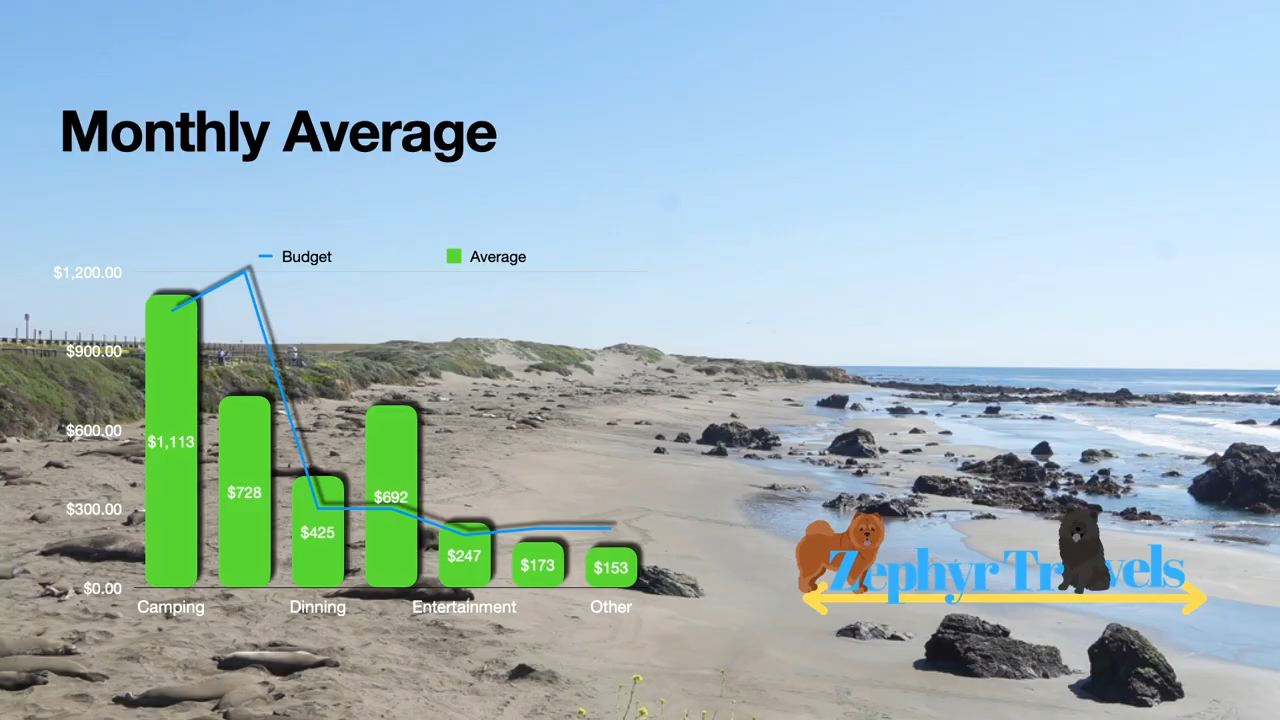 Monthly Average
Budget
Average
$1,200.00
$900.00
$600.00
$300.00
$0.00
$1,113
$728
$425
$692
$247
$173
$153
Camping
Dinning
Entertainment
Other
Zephyr Travels